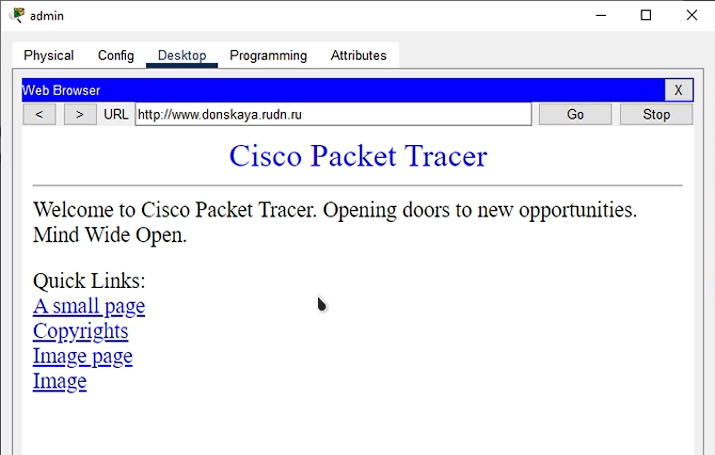 admin
Physical Config Desktop Programming Attributes
Web Browser X
< > URL http://www.donskaya.rudn.ru Go Stop
Cisco Packet Tracer
Welcome to Cisco Packet Tracer. Opening doors to new opportunities.
Mind Wide Open.
Quick Links:
A small page
Copyrights
Image page
Image